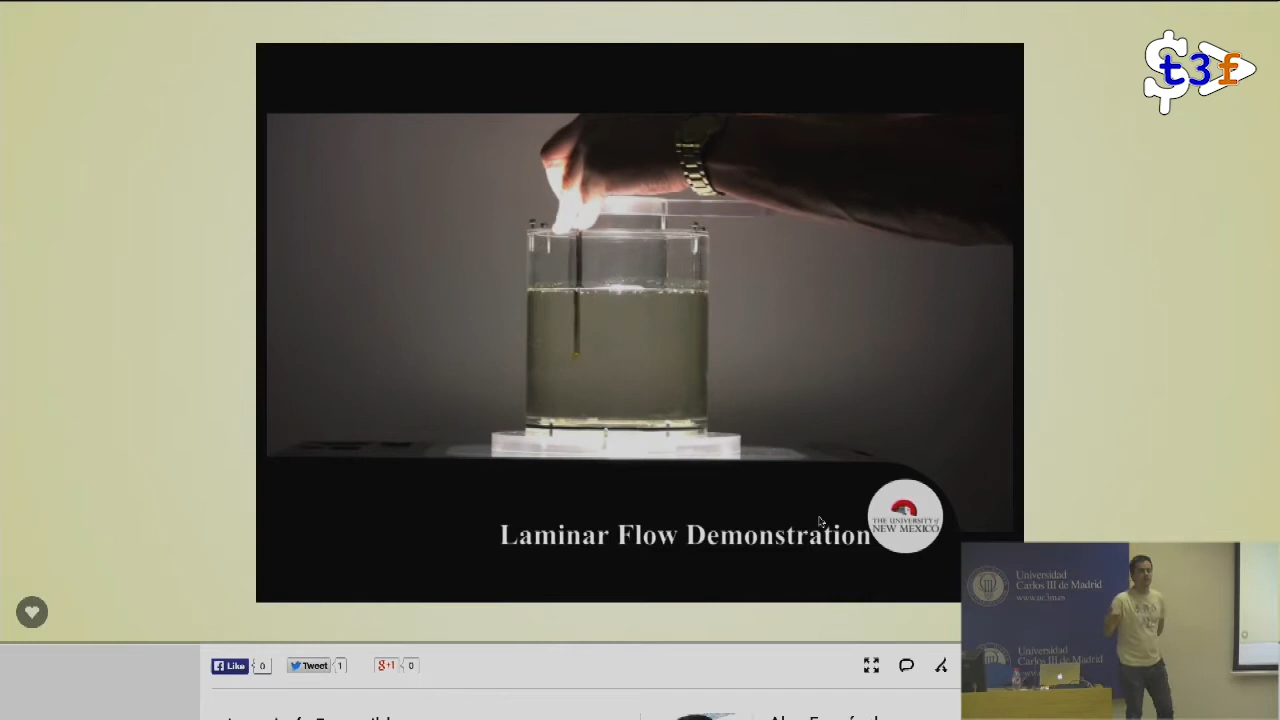 $t3f
Laminar Flow Demonstration
THE UNIVERSITY of
NEW MEXICO
Universidad
Carlos III de Madrid
www.uc3m.es
Universidad
Carlos III de Madrid
Like
0
Tweet
1
g+1
0